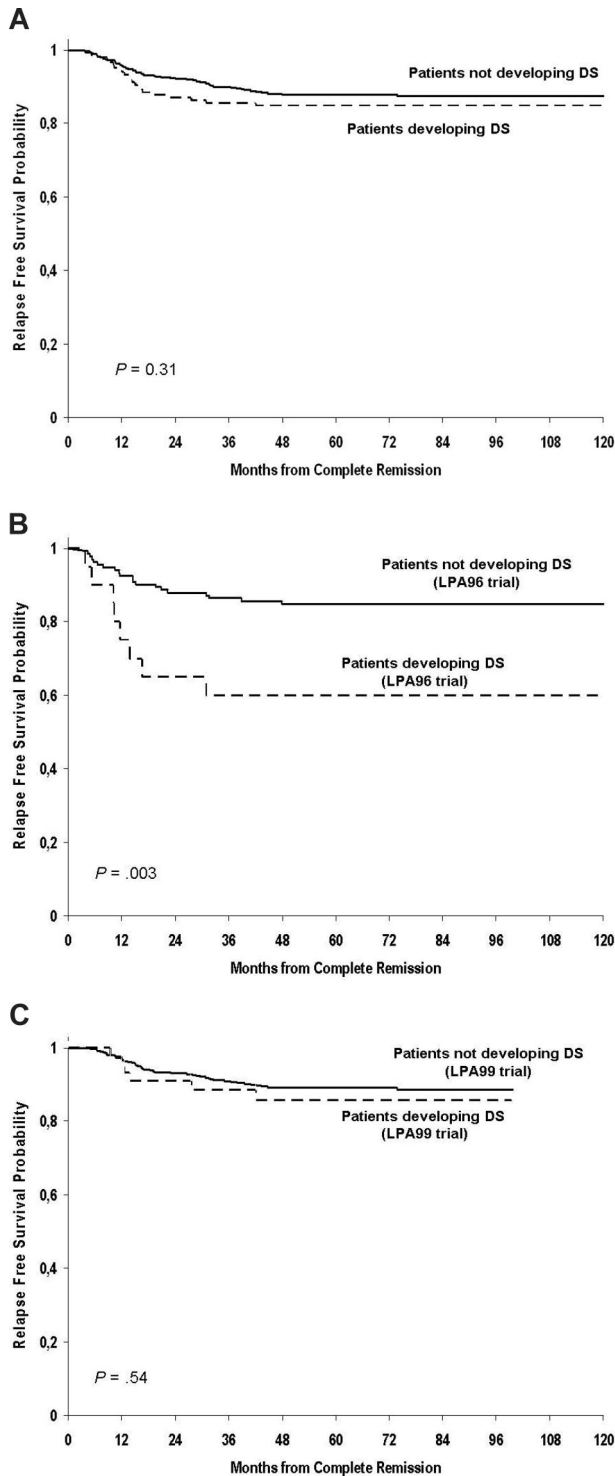 A
Relapse Free Survival Probability
1
0,8
0,6
0,4
0,2
0
Patients not developing DS
Patients developing DS
P = 0.31
0 12 24 36 48 60 72 84 96 108 120
Months from Complete Remission
B
Relapse Free Survival Probability
1
0,8
0,6
0,4
0,2
0
Patients not developing DS
(LPA96 trial)
Patients developing DS
(LPA96 trial)
P = .003
0 12 24 36 48 60 72 84 96 108 120
Months from Complete Remission
C
Relapse Free Survival Probability
1
0,8
0,6
0,4
0,2
0
Patients not developing DS
(LPA99 trial)
Patients developing DS
(LPA99 trial)
P = .54
0 12 24 36 48 60 72 84 96 108 120
Months from Complete Remission